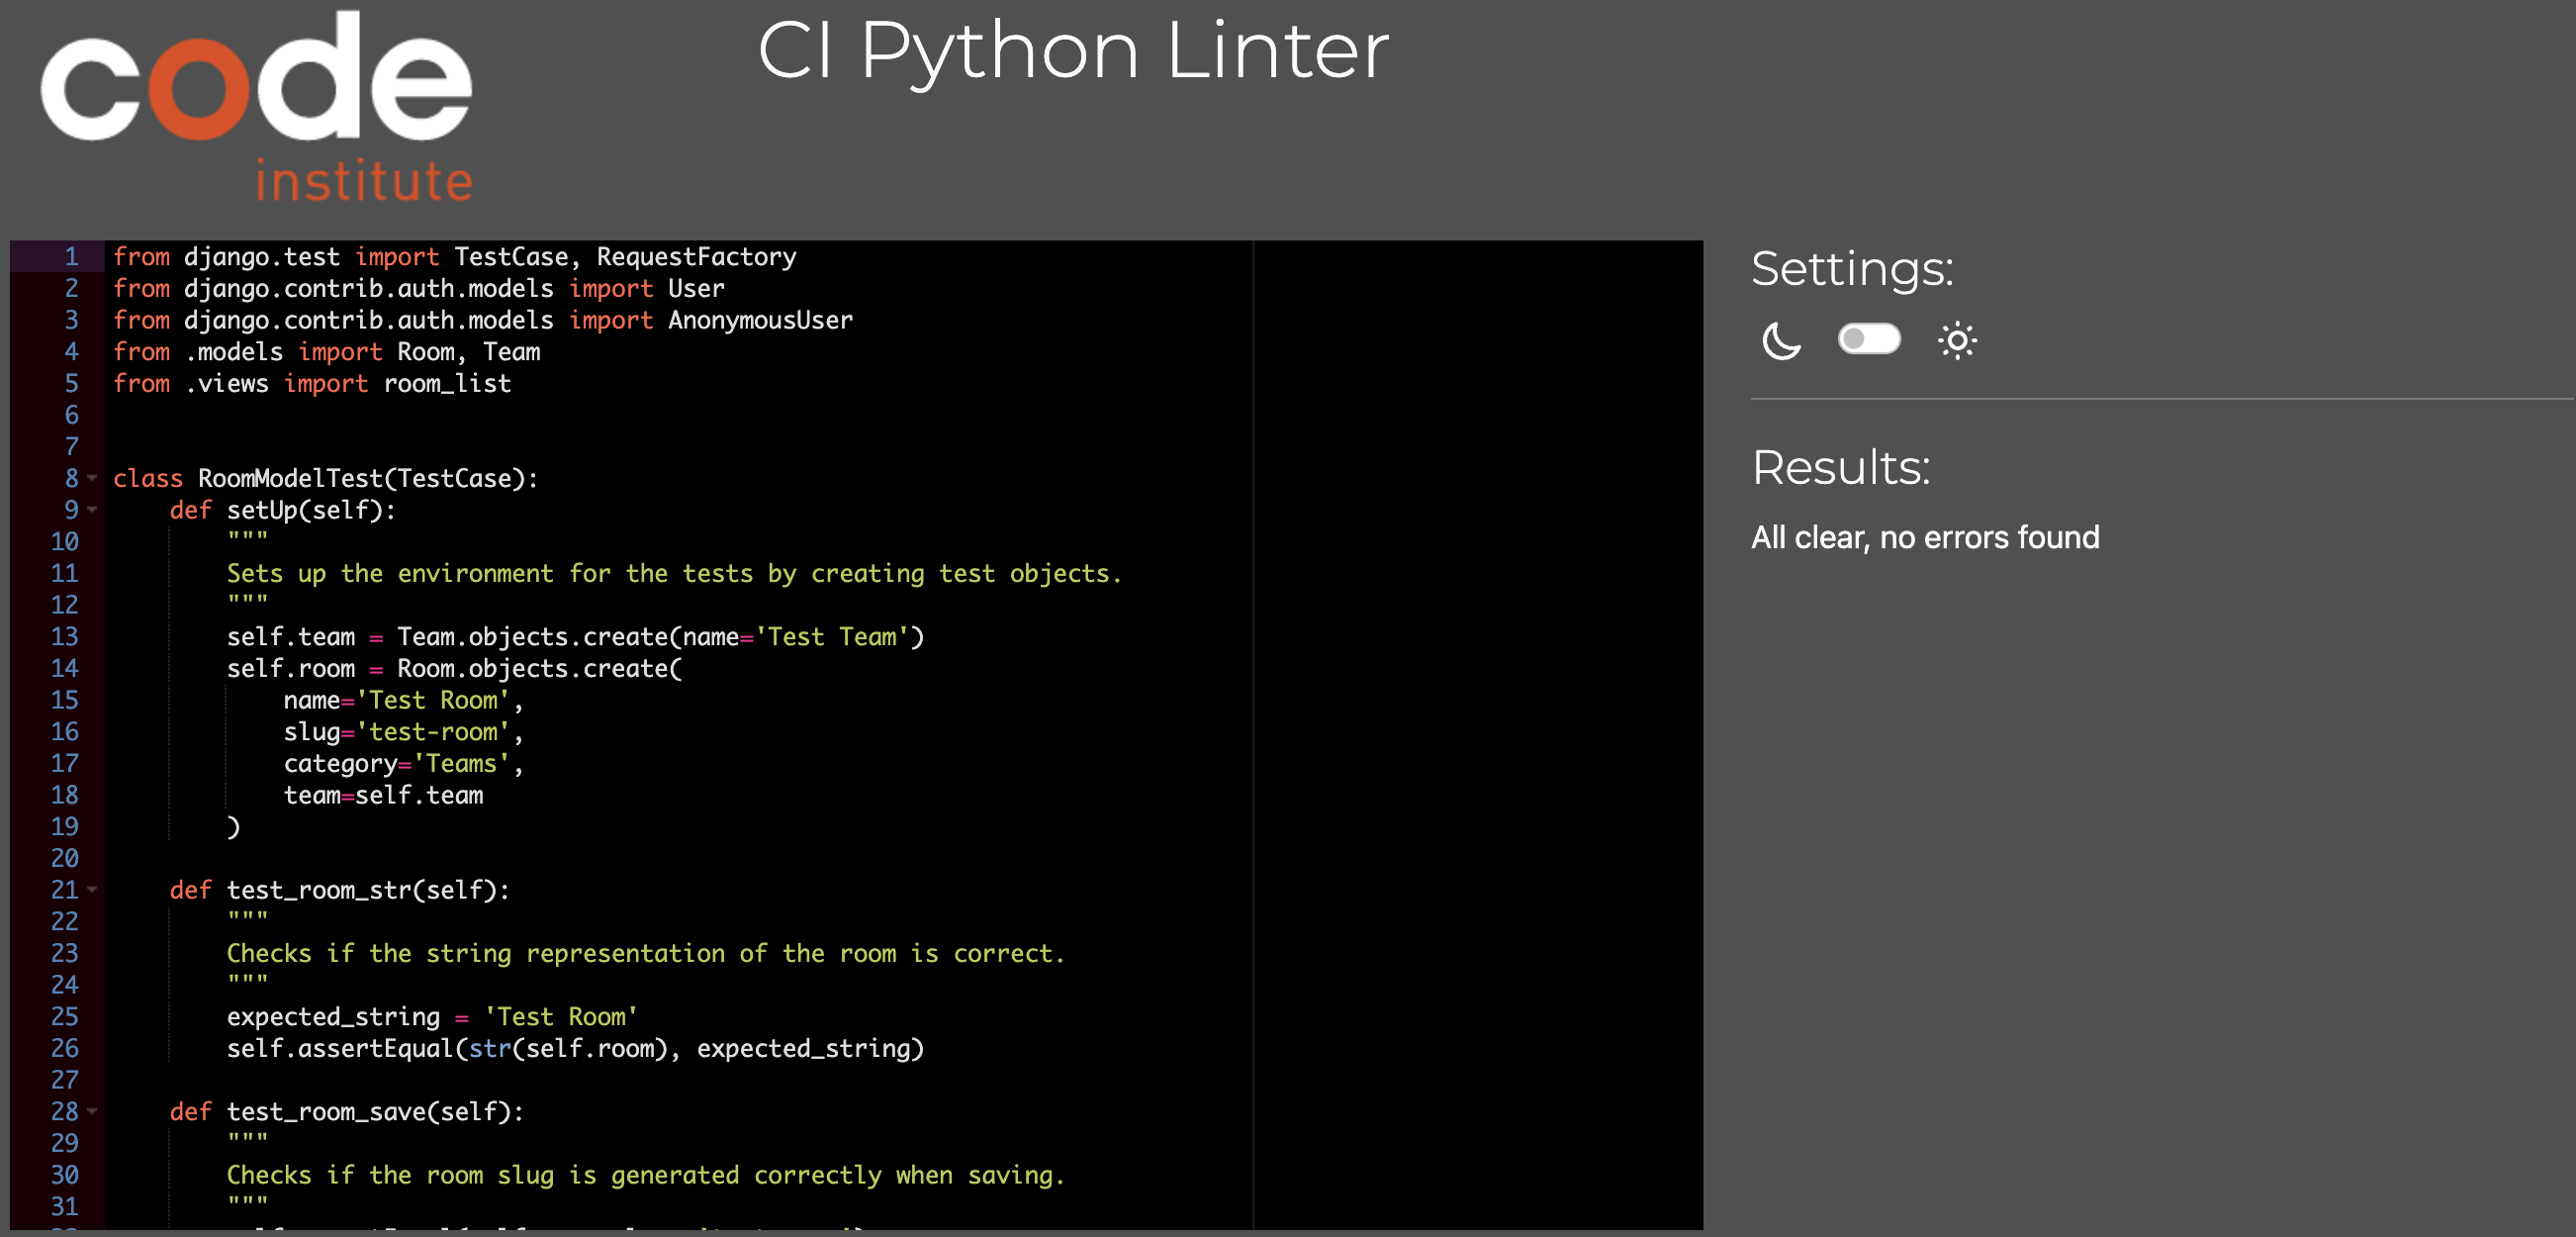 code
institute
CI Python Linter
1 from django.test import TestCase, RequestFactory
2 from django.contrib.auth.models import User
3 from django.contrib.auth.models import AnonymousUser
4 from .models import Room, Team
5 from .views import room_list
6
7
8 class RoomModelTest(TestCase):
9     def setUp(self):
10         """
11         Sets up the environment for the tests by creating test objects.
12         """
13         self.team = Team.objects.create(name='Test Team')
14         self.room = Room.objects.create(
15             name='Test Room',
16             slug='test-room',
17             category='Teams',
18             team=self.team
19         )
20
21     def test_room_str(self):
22         """
23         Checks if the string representation of the room is correct.
24         """
25         expected_string = 'Test Room'
26         self.assertEqual(str(self.room), expected_string)
27
28     def test_room_save(self):
29         """
30         Checks if the room slug is generated correctly when saving.
31         """
Settings:
Results:
All clear, no errors found